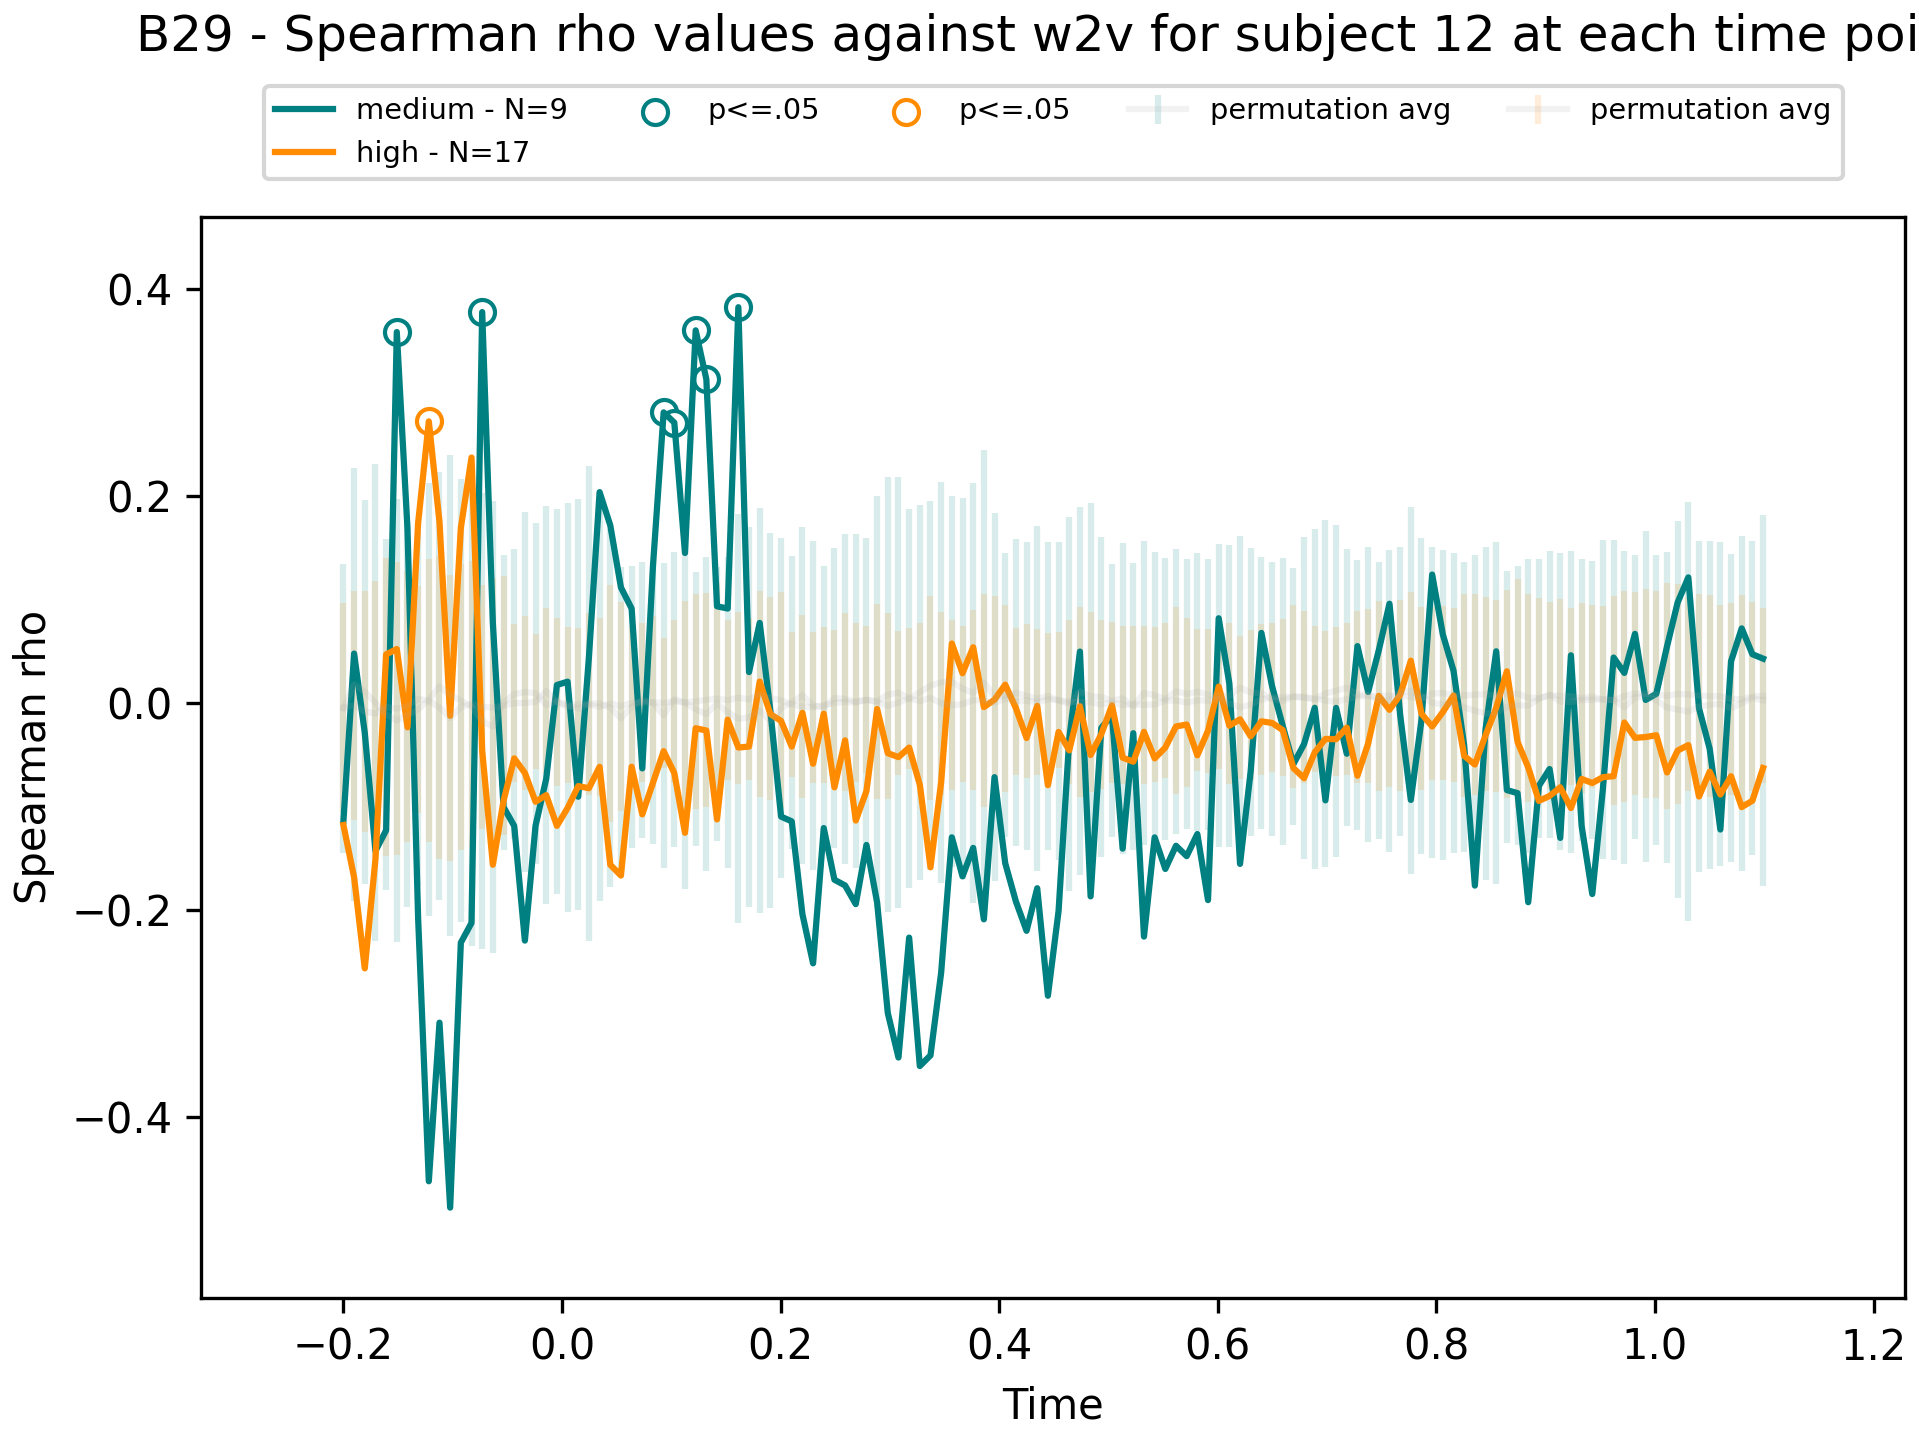 B29 - Spearman rho values against w2v for subject 12 at each time poi
medium - N=9
high - N=17
p<=.05
p<=.05
permutation avg
permutation avg
0.4
0.2
0.0
−0.2
−0.4
Spearman rho
−0.2 0.0 0.2 0.4 0.6 0.8 1.0 1.2
Time